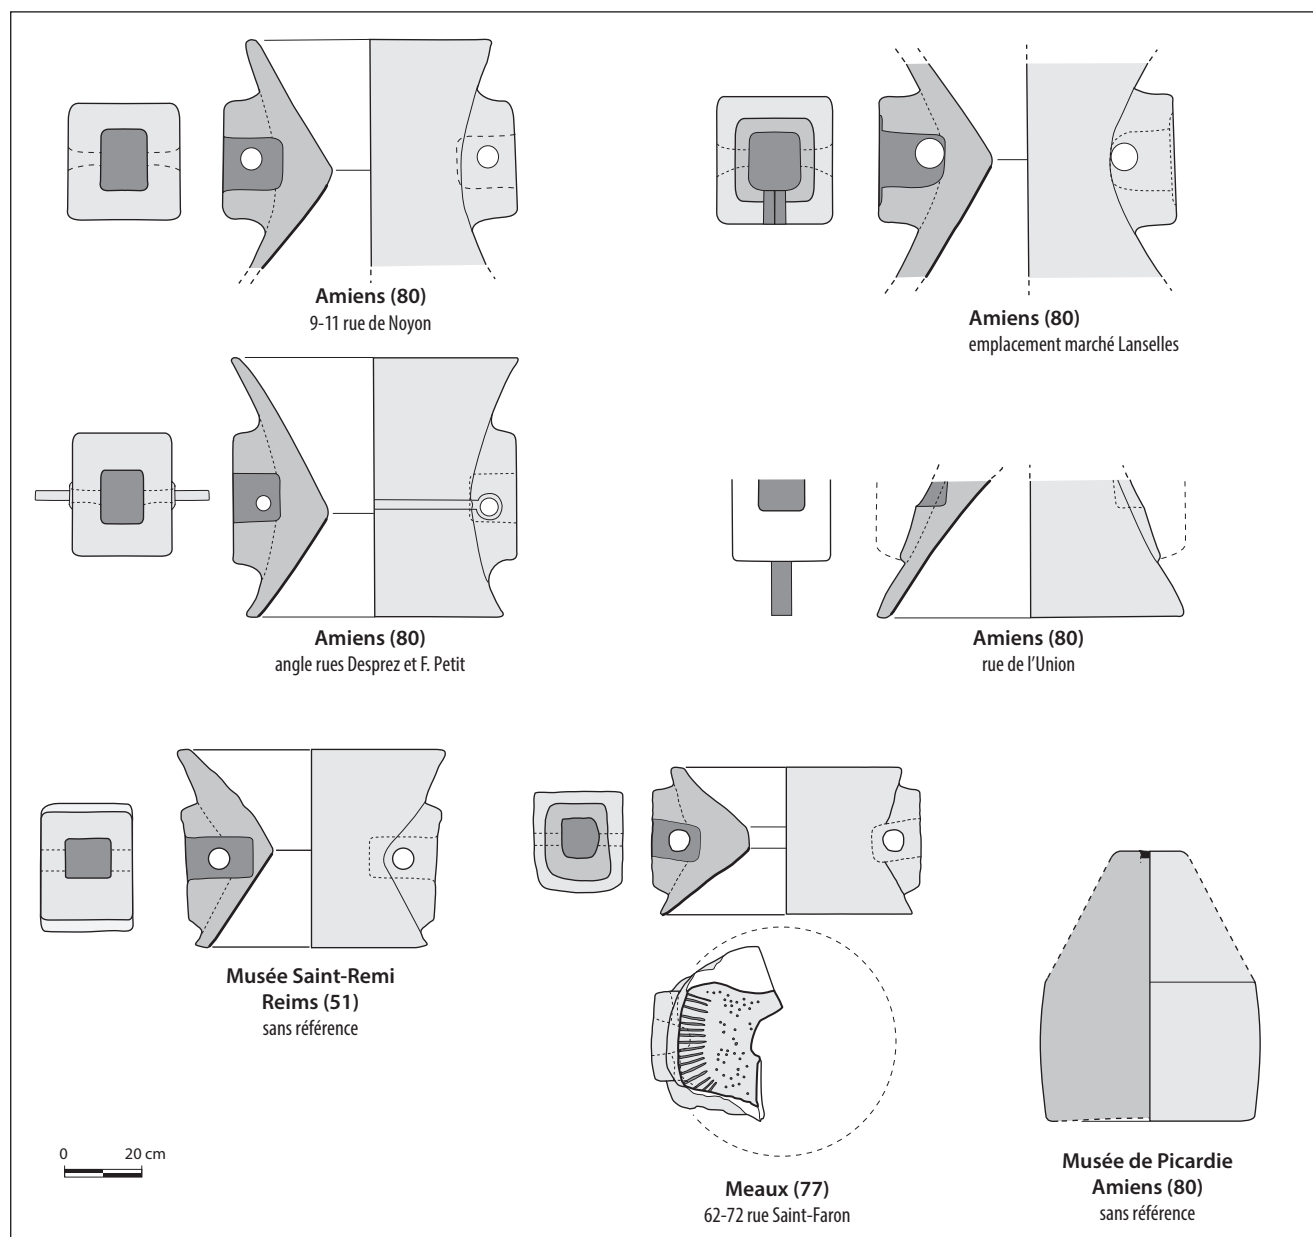 Amiens (80)
9-11 rue de Noyon
Amiens (80)
emplacement marché Lanselles
Amiens (80)
angle rues Desprez et F. Petit
Amiens (80)
rue de l'Union
Musée Saint-Remi
Reims (51)
sans référence
Meaux (77)
62-72 rue Saint-Faron
Musée de Picardie
Amiens (80)
sans référence
0 20 cm